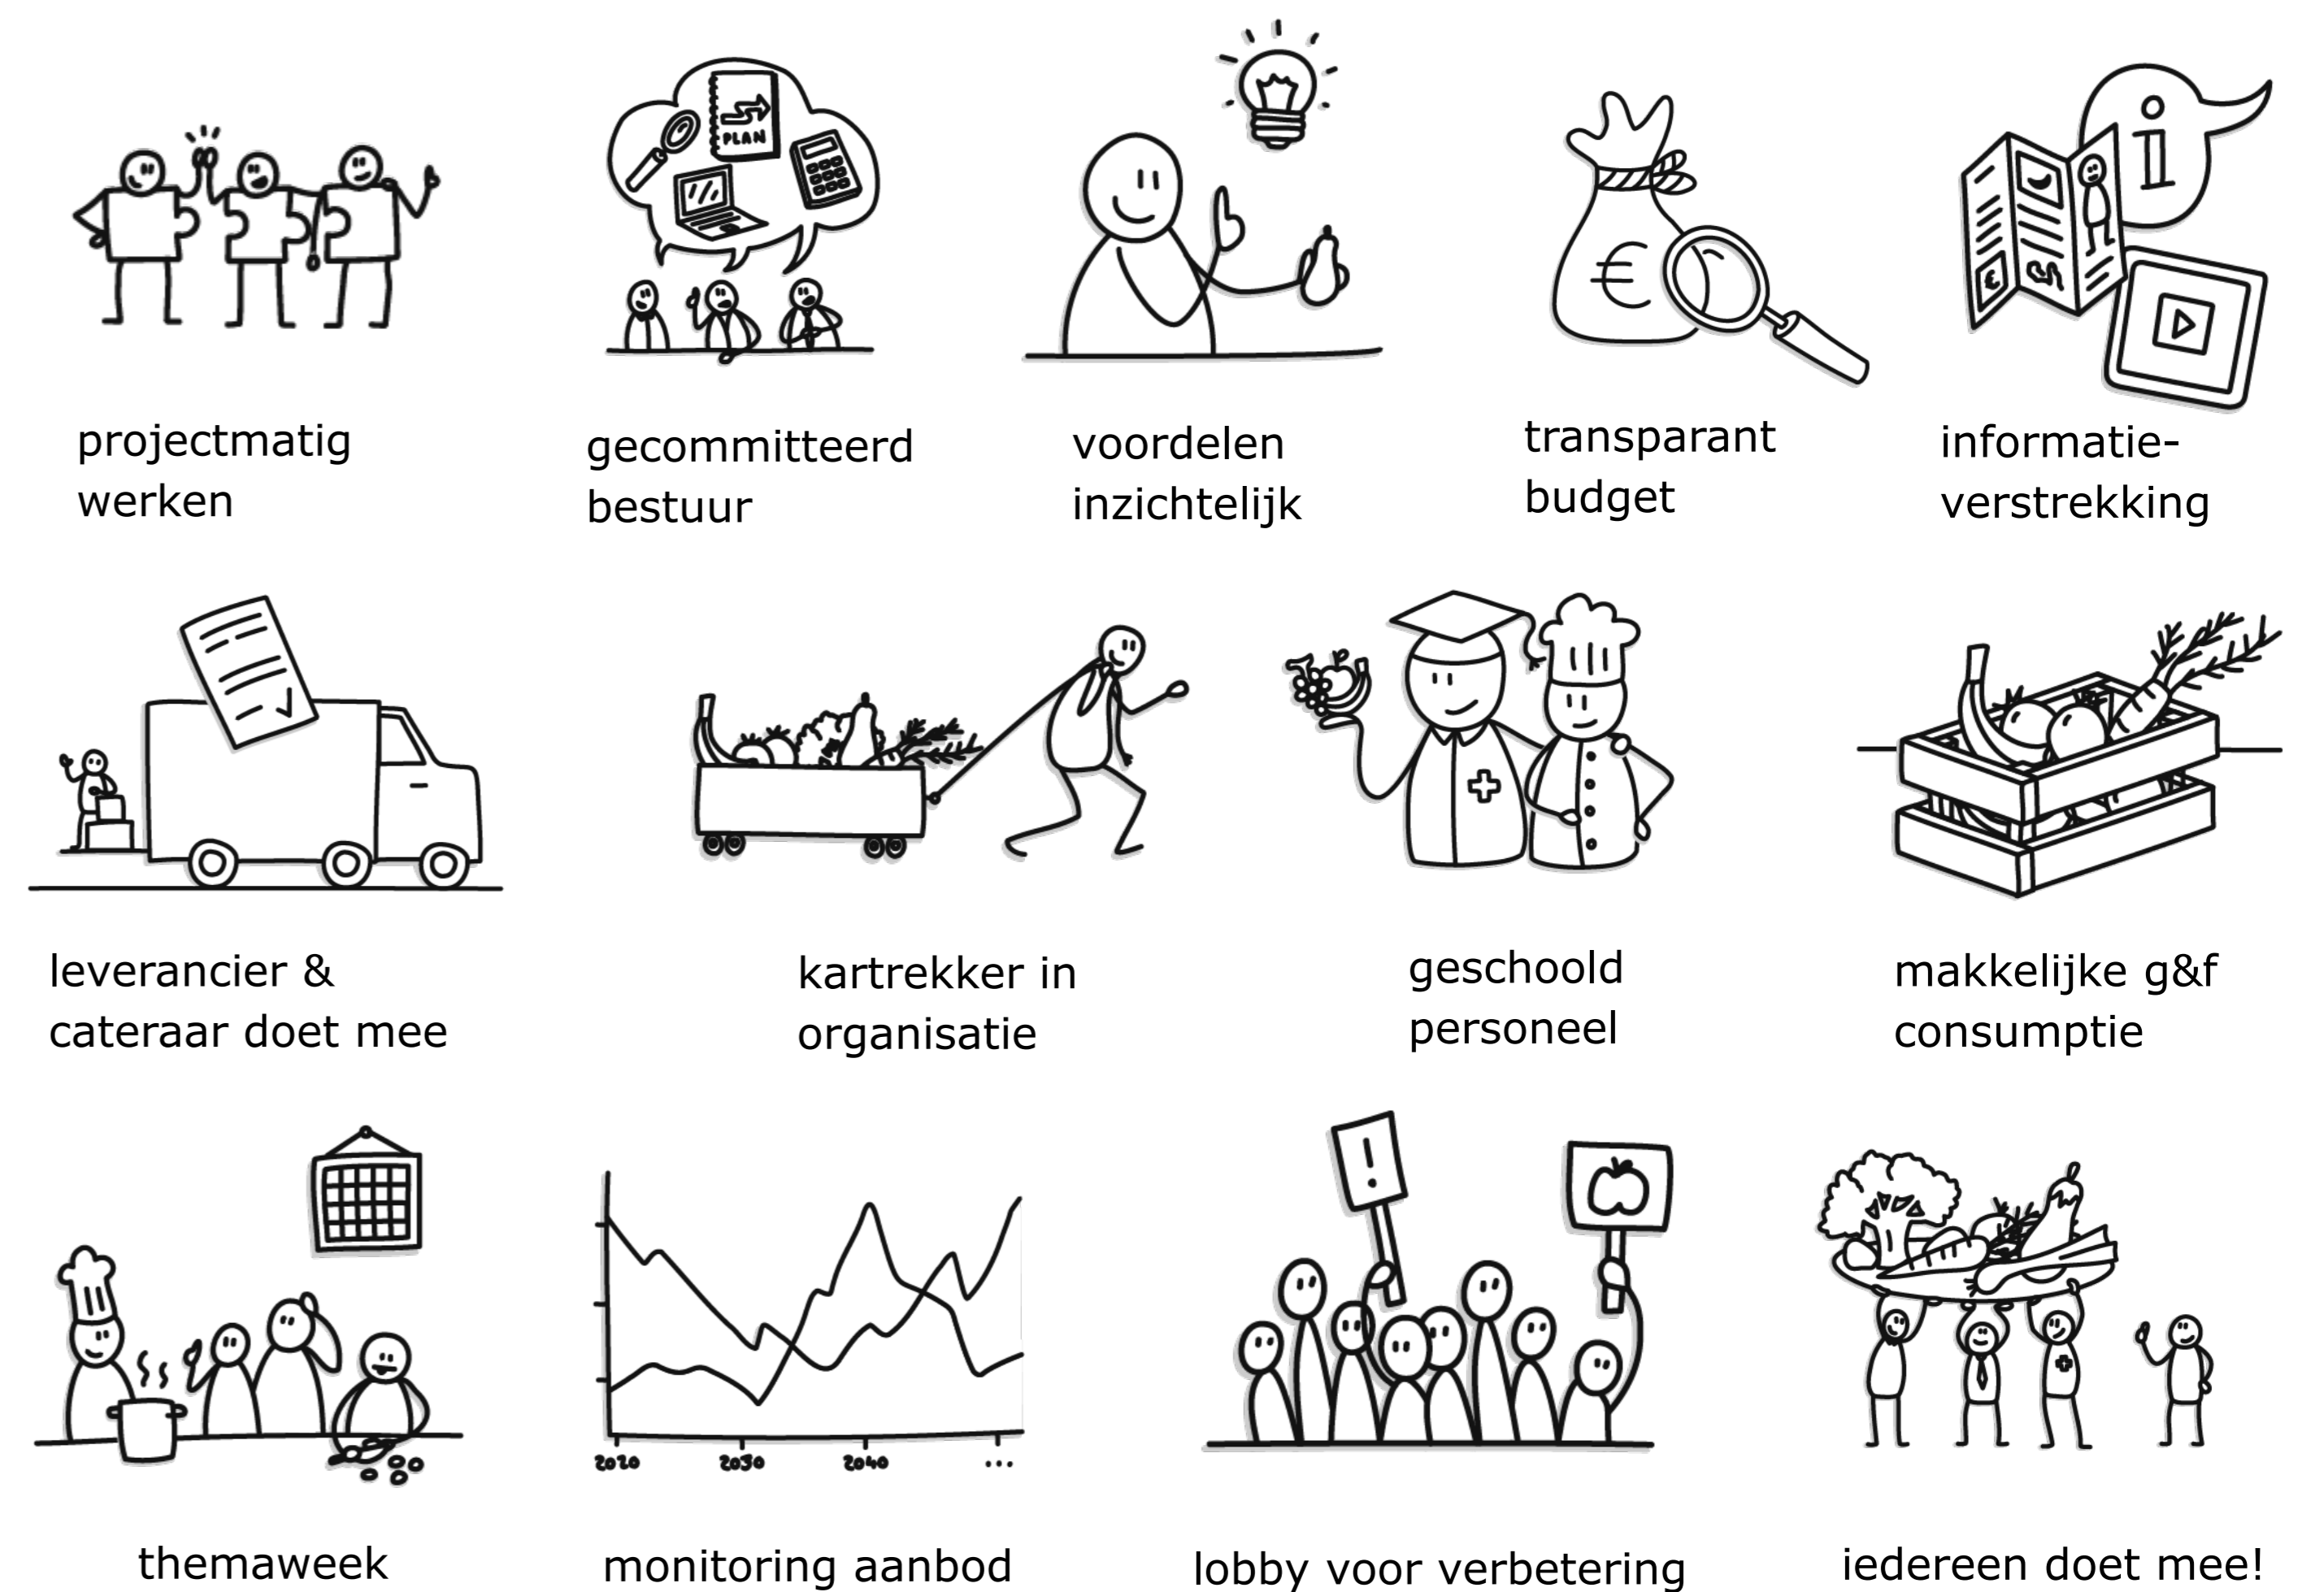 PLAN
i
€
€
projectmatig
werken
gecommitteerd
bestuur
voordelen
inzichtelijk
transparant
budget
informatie-
verstrekking
leverancier &
cateraar doet mee
kartrekker in
organisatie
geschoold
personeel
makkelijke g&f
consumptie
!
2020 2030 2040 ...
themaweek
monitoring aanbod
lobby voor verbetering
iedereen doet mee!